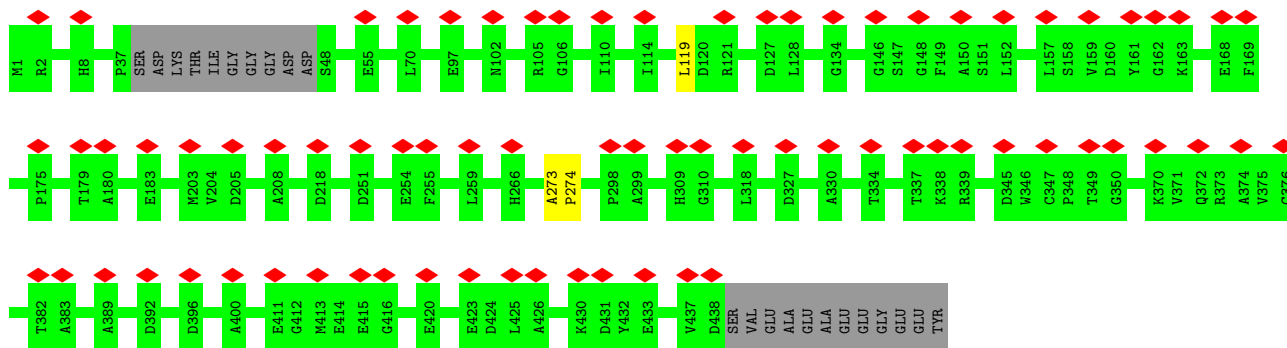 M1 R2 H8 P37 SER ASP LYS THR ILE GLY GLY GLY ASP ASP S48 E55 L70 E97 N102 R105 G106 I110 I114 L119 D120 R121 D127 L128 G134 G146 S147 G148 F149 A150 S151 L152 L157 S158 V159 D160 Y161 G162 K163 E168 F169
P175 T179 A180 E183 M203 V204 D205 A208 D218 D251 E254 F255 L259 H266 A273 P274 P298 A299 H309 G310 L318 D327 A330 T334 T337 K338 R339 D345 W346 C347 P348 T349 G350 K370 V371 Q372 R373 A374 V375 C376
T382 A383 A389 D392 D396 A400 E411 G412 M413 E414 E415 G416 E420 E423 D424 L425 A426 K430 D431 Y432 E433 V437 D438 SER VAL GLU ALA GLU ALA GLU GLU GLY GLU GLU TYR